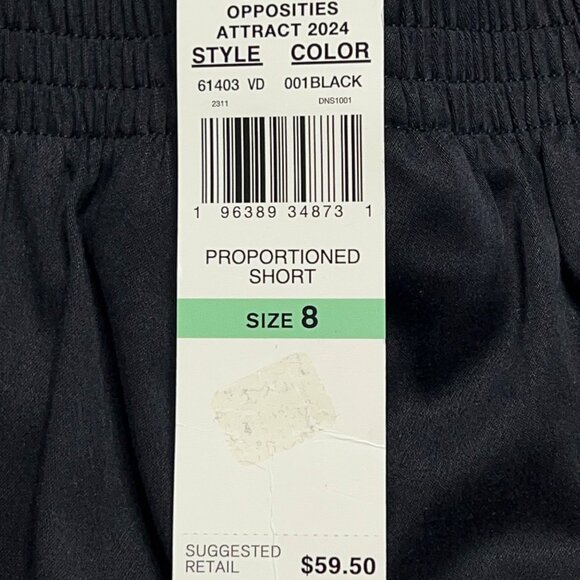 OPPOSITIES
ATTRACT 2024
STYLE COLOR
61403 VD 001BLACK
2311 DNS1001
1 96389 34873 1
PROPORTIONED
SHORT
SIZE 8
SUGGESTED
RETAIL $59.50